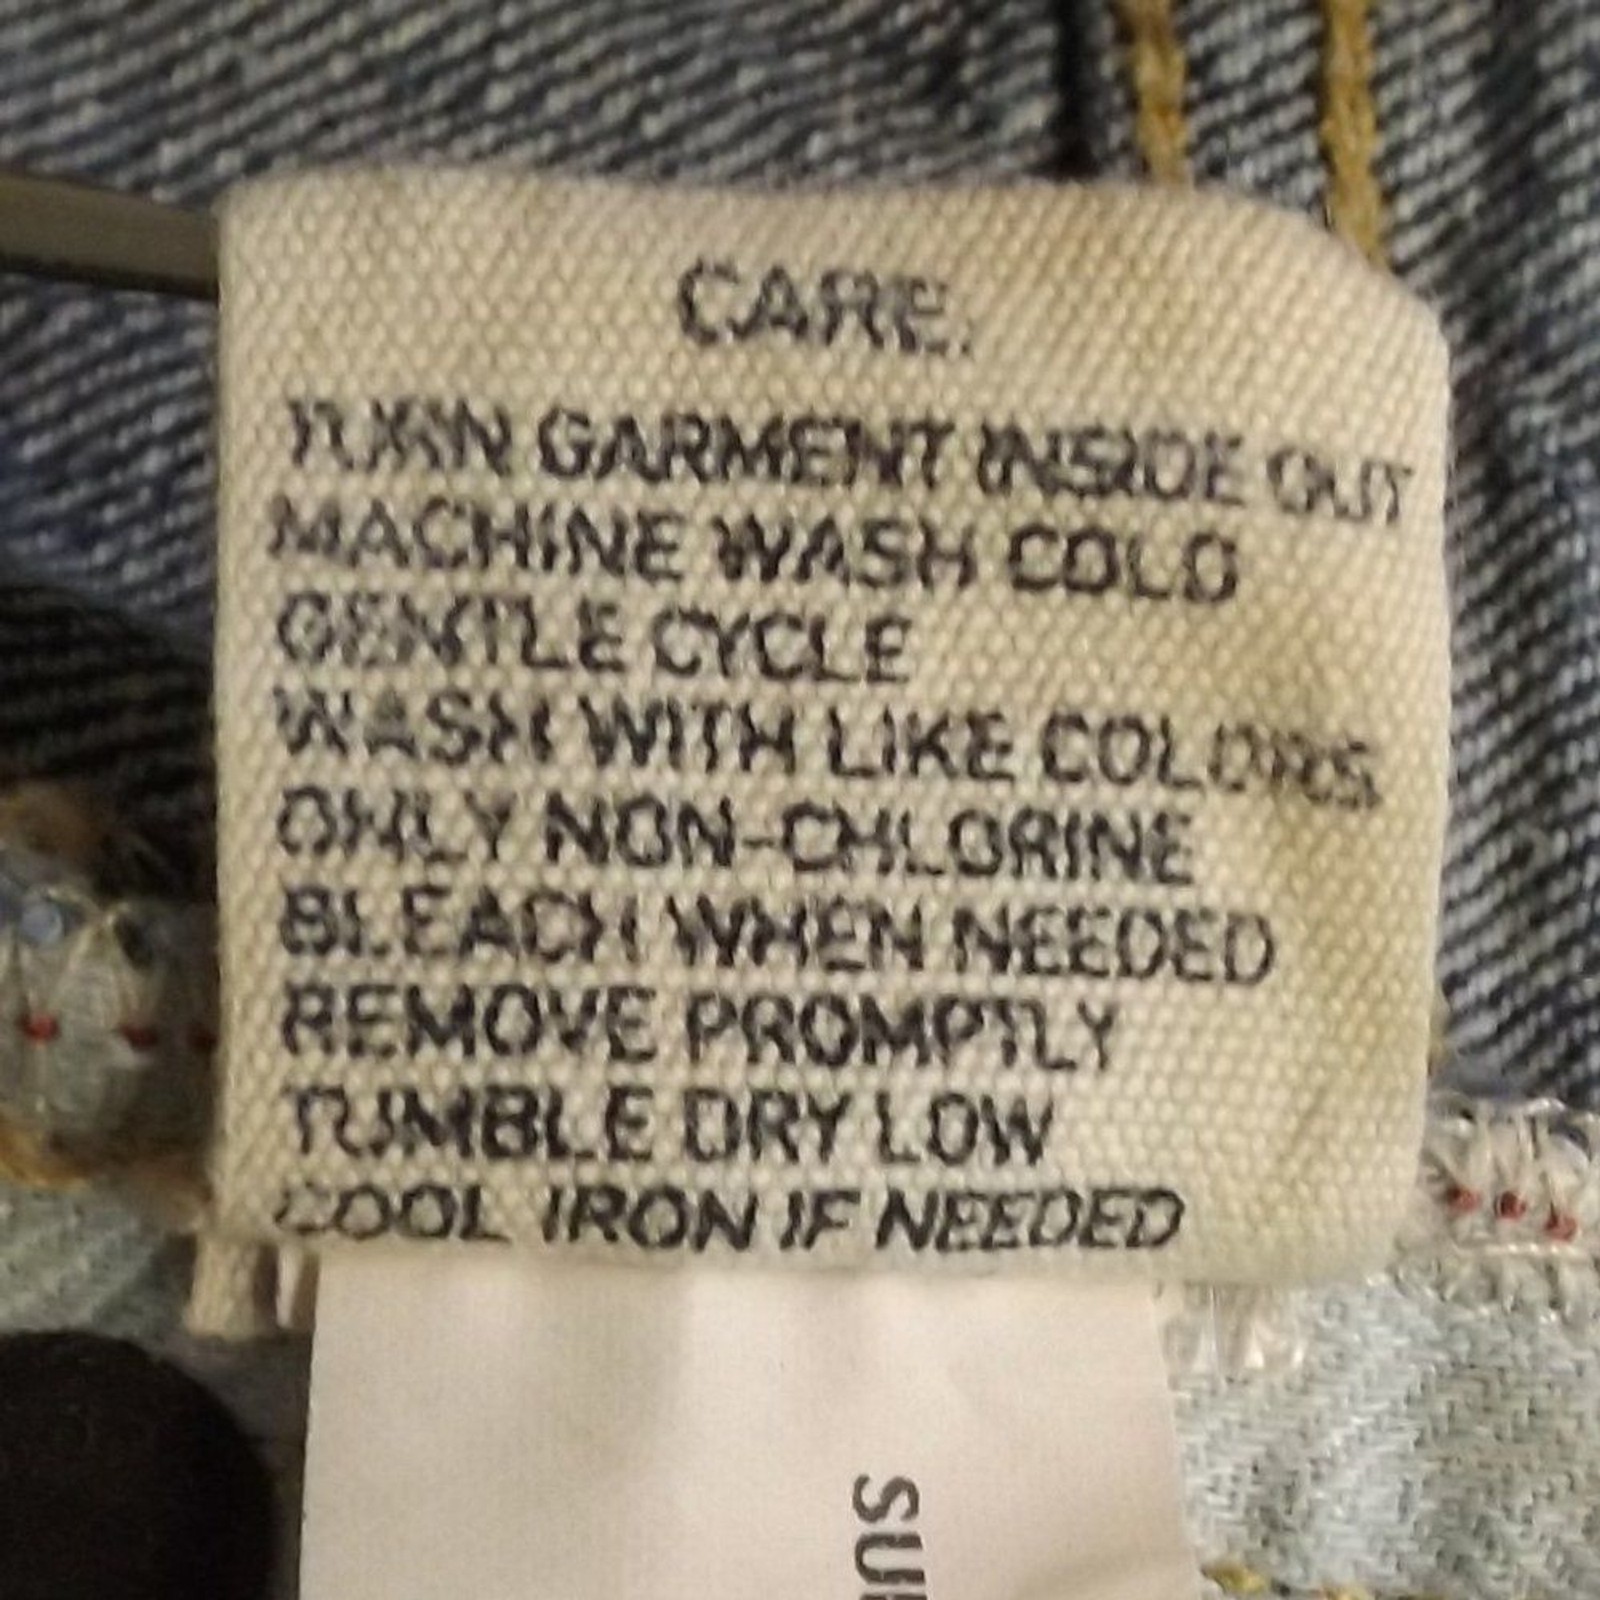 CARE:
TURN GARMENT INSIDE OUT
MACHINE WASH COLD
GENTLE CYCLE
WASH WITH LIKE COLORS
ONLY NON-CHLORINE
BLEACH WHEN NEEDED
REMOVE PROMPTLY
TUMBLE DRY LOW
COOL IRON IF NEEDED